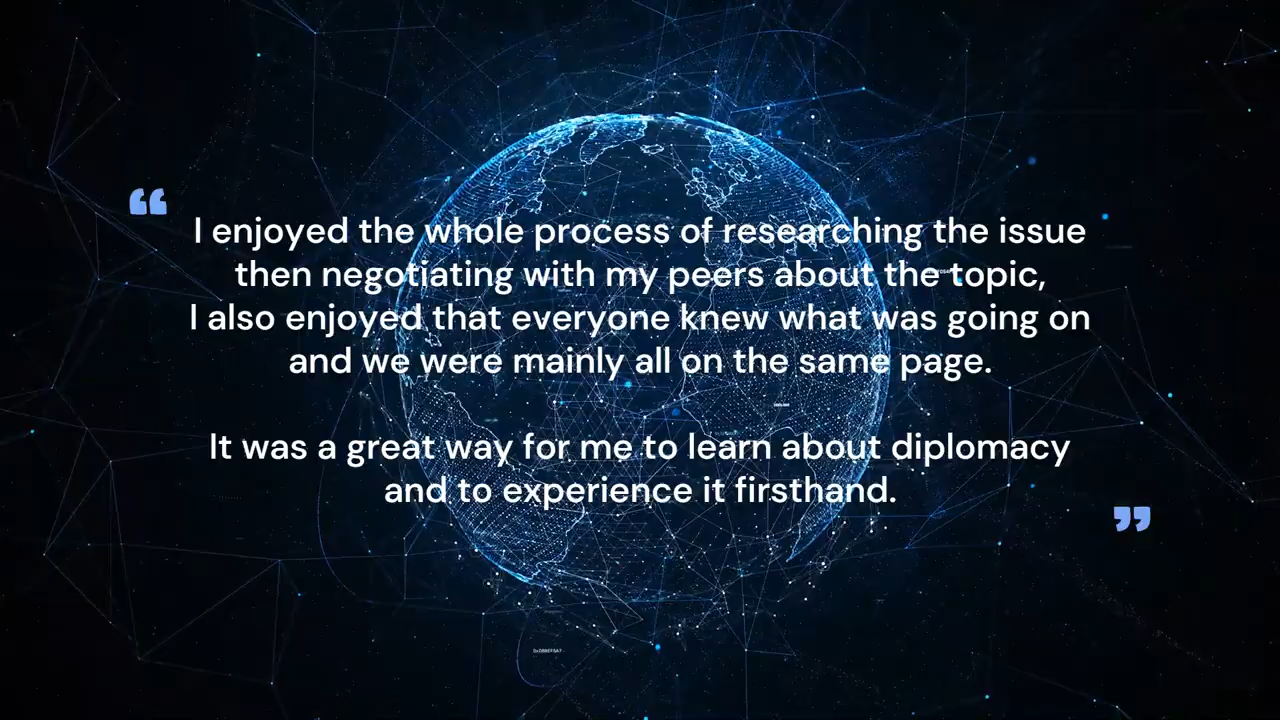 “
I enjoyed the whole process of researching the issue
then negotiating with my peers about the topic,
I also enjoyed that everyone knew what was going on
and we were mainly all on the same page.
It was a great way for me to learn about diplomacy
and to experience it firsthand.
”